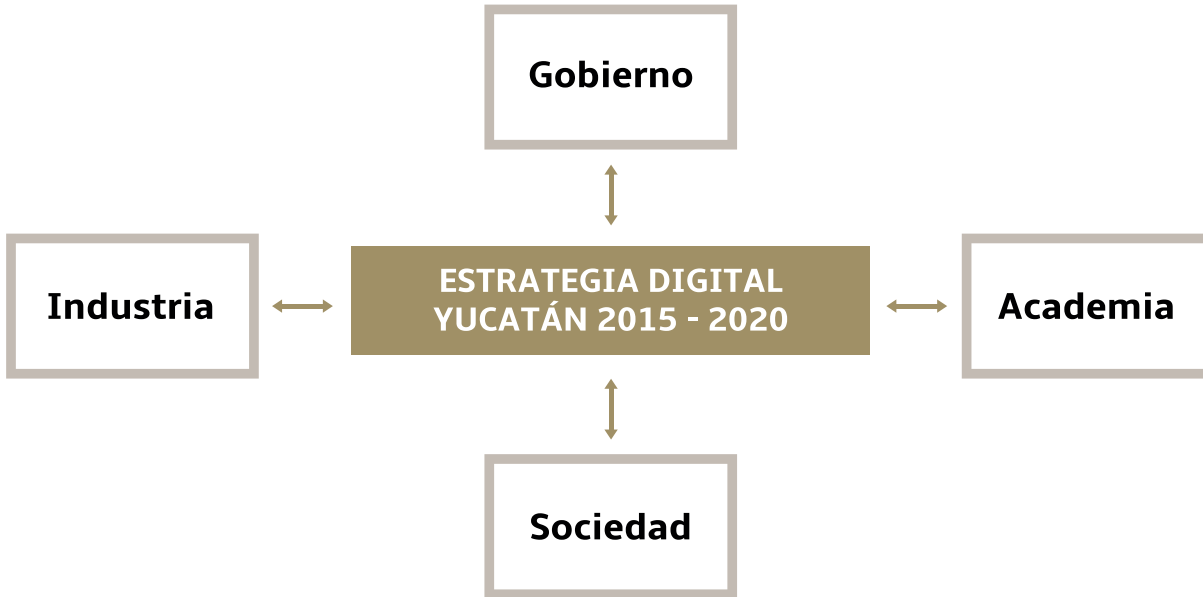 Gobierno
Industria
ESTRATEGIA DIGITAL
YUCATÁN 2015 - 2020
Academia
Sociedad